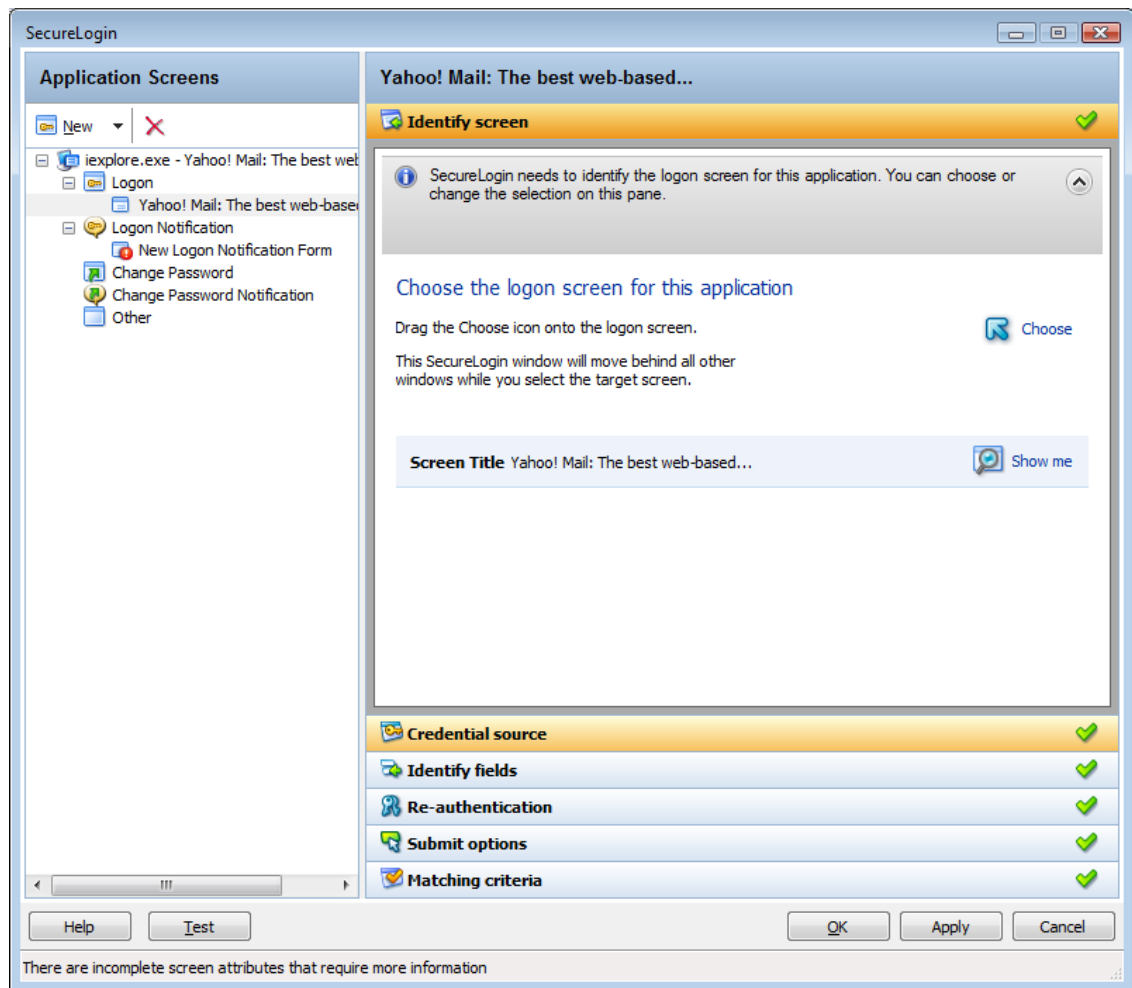 SecureLogin
Application Screens
New
iexplore.exe - Yahoo! Mail: The best wel
Logon
Yahoo! Mail: The best web-base
Logon Notification
New Logon Notification Form
Change Password
Change Password Notification
Other
Yahoo! Mail: The best web-based...
Identify screen
SecureLogin needs to identify the logon screen for this application. You can choose or
change the selection on this pane.
Choose the logon screen for this application
Drag the Choose icon onto the logon screen.
Choose
This SecureLogin window will move behind all other
windows while you select the target screen.
Screen Title Yahoo! Mail: The best web-based...
Show me
Credential source
Identify fields
Re-authentication
Submit options
Matching criteria
Help
Test
OK
Apply
Cancel
There are incomplete screen attributes that require more information